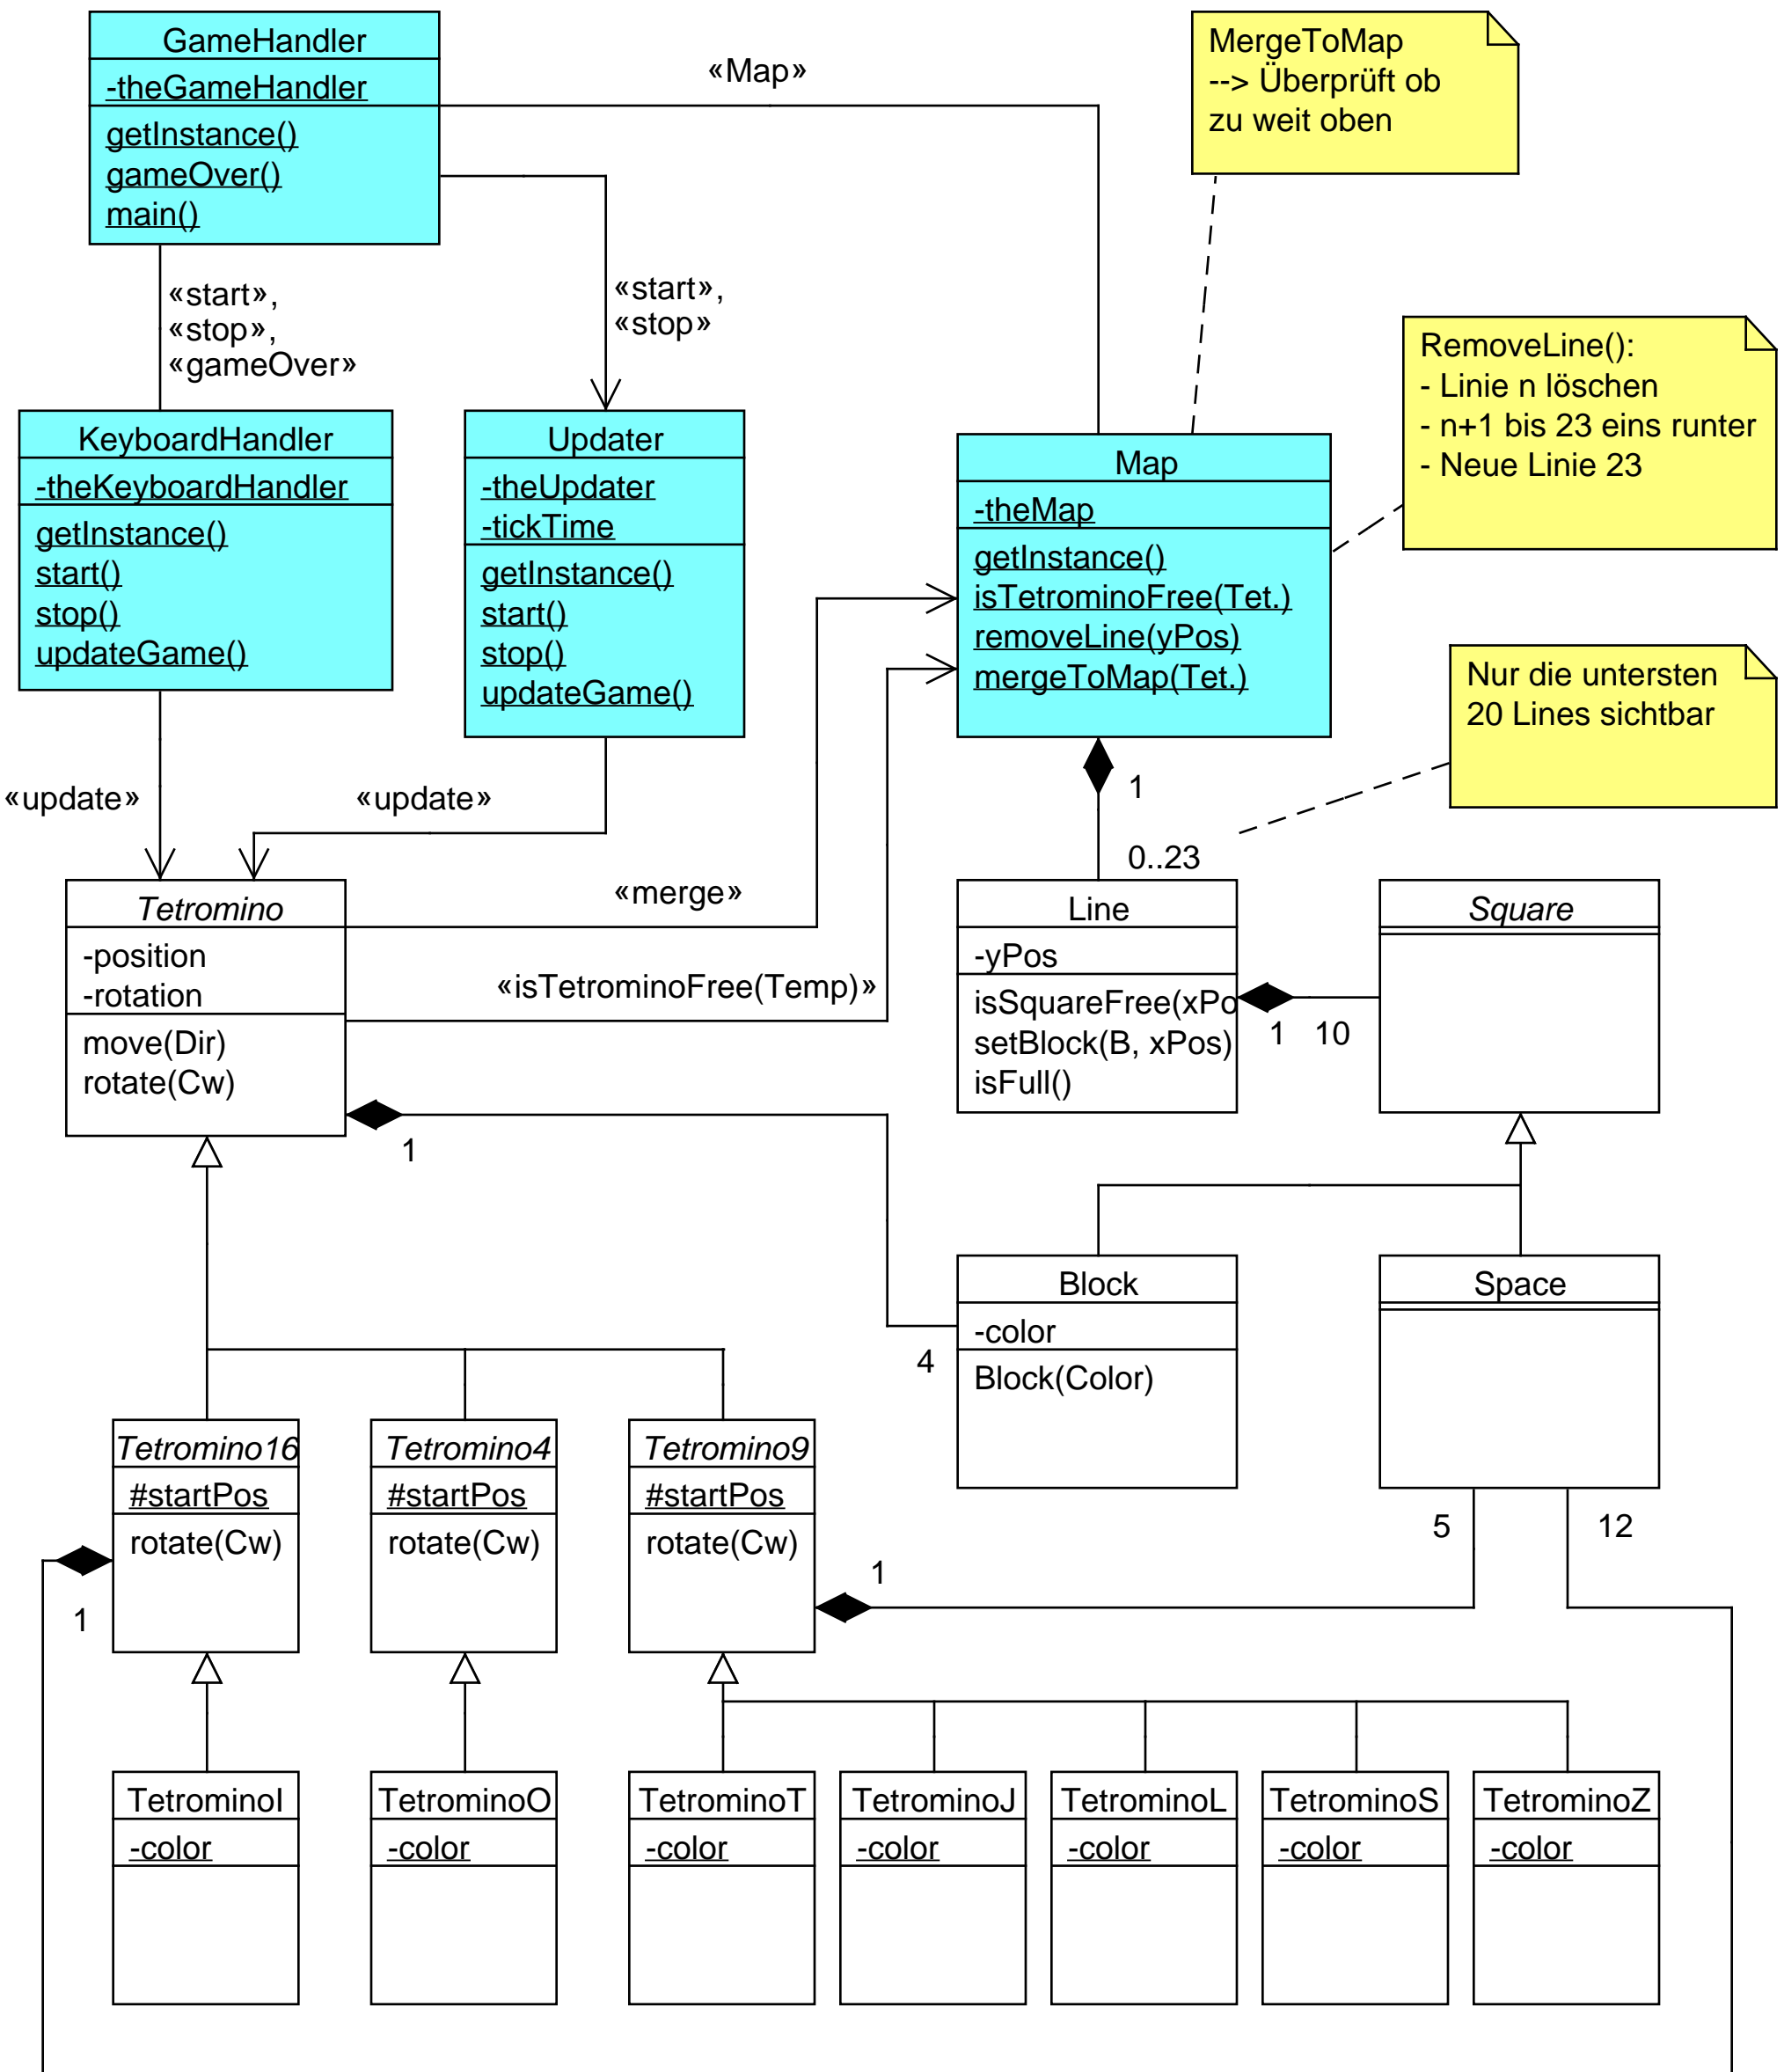 GameHandler
-theGameHandler
getInstance()
gameOver()
main()
«Map»
MergeToMap
--> Überprüft ob
zu weit oben
«start»,
«stop»,
«gameOver»
«start»,
«stop»
RemoveLine():
- Linie n löschen
- n+1 bis 23 eins runter
- Neue Linie 23
KeyboardHandler
-theKeyboardHandler
getInstance()
start()
stop()
updateGame()
Updater
-theUpdater
-tickTime
getInstance()
start()
stop()
updateGame()
Map
-theMap
getInstance()
isTetrominoFree(Tet.)
removeLine(yPos)
mergeToMap(Tet.)
Nur die untersten
20 Lines sichtbar
«update»
«update»
1
0..23
Tetromino
-position
-rotation
move(Dir)
rotate(Cw)
«merge»
«isTetrominoFree(Temp)»
Line
-yPos
isSquareFree(xPo
setBlock(B, xPos)
isFull()
1
10
Square
1
4
Block
-color
Block(Color)
Space
5
12
Tetromino16
#startPos
rotate(Cw)
1
Tetromino4
#startPos
rotate(Cw)
Tetromino9
#startPos
rotate(Cw)
1
TetrominoI
-color
TetrominoO
-color
TetrominoT
-color
TetrominoJ
-color
TetrominoL
-color
TetrominoS
-color
TetrominoZ
-color